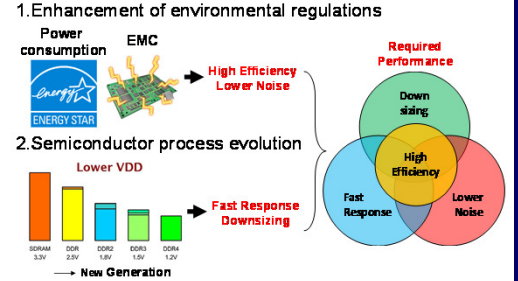 1.Enhancement of environmental regulations
Power
consumption
EMC
energy
ENERGY STAR
High Efficiency
Lower Noise
2.Semiconductor process evolution
Lower VDD
SDRAM
3.3V
DDR
2.5V
DDR2
1.8V
DDR3
1.5V
DDR4
1.2V
New Generation
Fast Response
Downsizing
Required
Performance
Down
sizing
High
Efficiency
Fast
Response
Lower
Noise